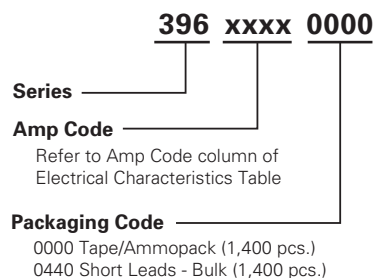 396 xxxx 0000
Series
Amp Code
Refer to Amp Code column of
Electrical Characteristics Table
Packaging Code
0000 Tape/Ammopack (1,400 pcs.)
0440 Short Leads - Bulk (1,400 pcs.)